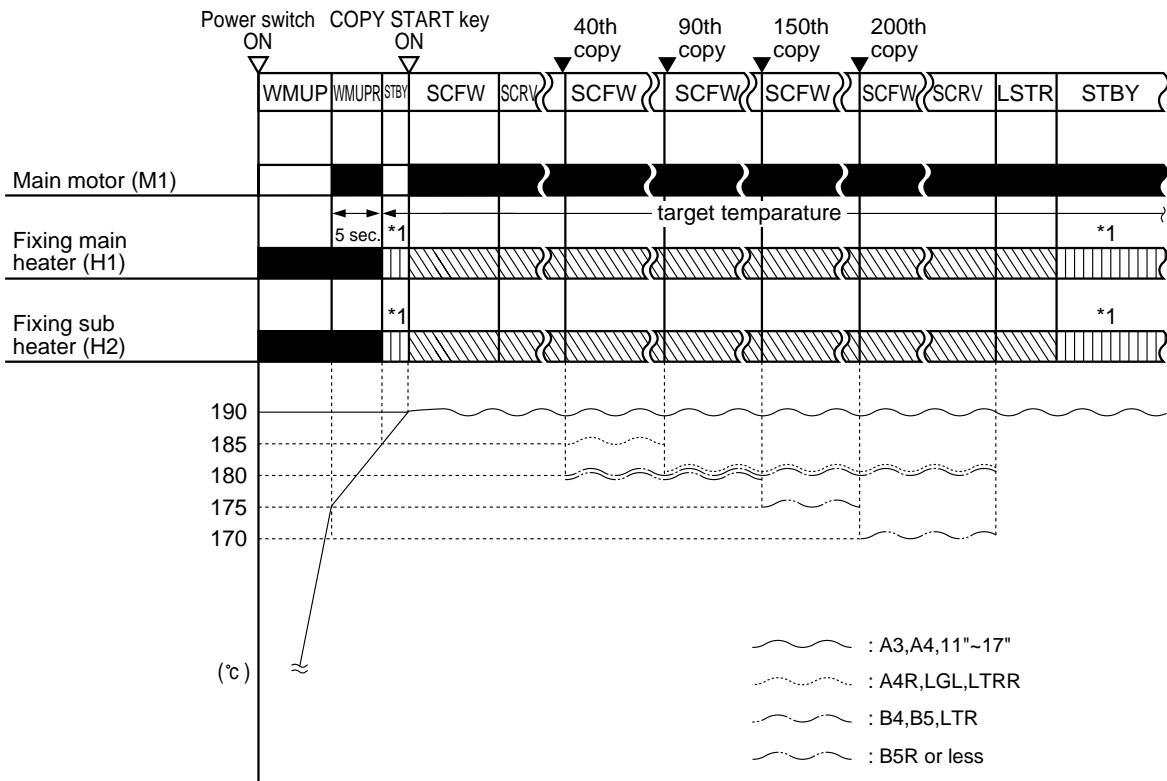 Power switch
ON
COPY START key
ON
40th
copy
90th
copy
150th
copy
200th
copy
WMUP WMUPR STBY SCFW SCRV SCFW SCFW SCFW SCFW SCRV LSTR STBY
Main motor (M1)
target temparature
5 sec. *1 *1
Fixing main
heater (H1)
*1 *1
Fixing sub
heater (H2)
190
185
180
175
170
(℃)
: A3,A4,11"~17"
: A4R,LGL,LTRR
: B4,B5,LTR
: B5R or less